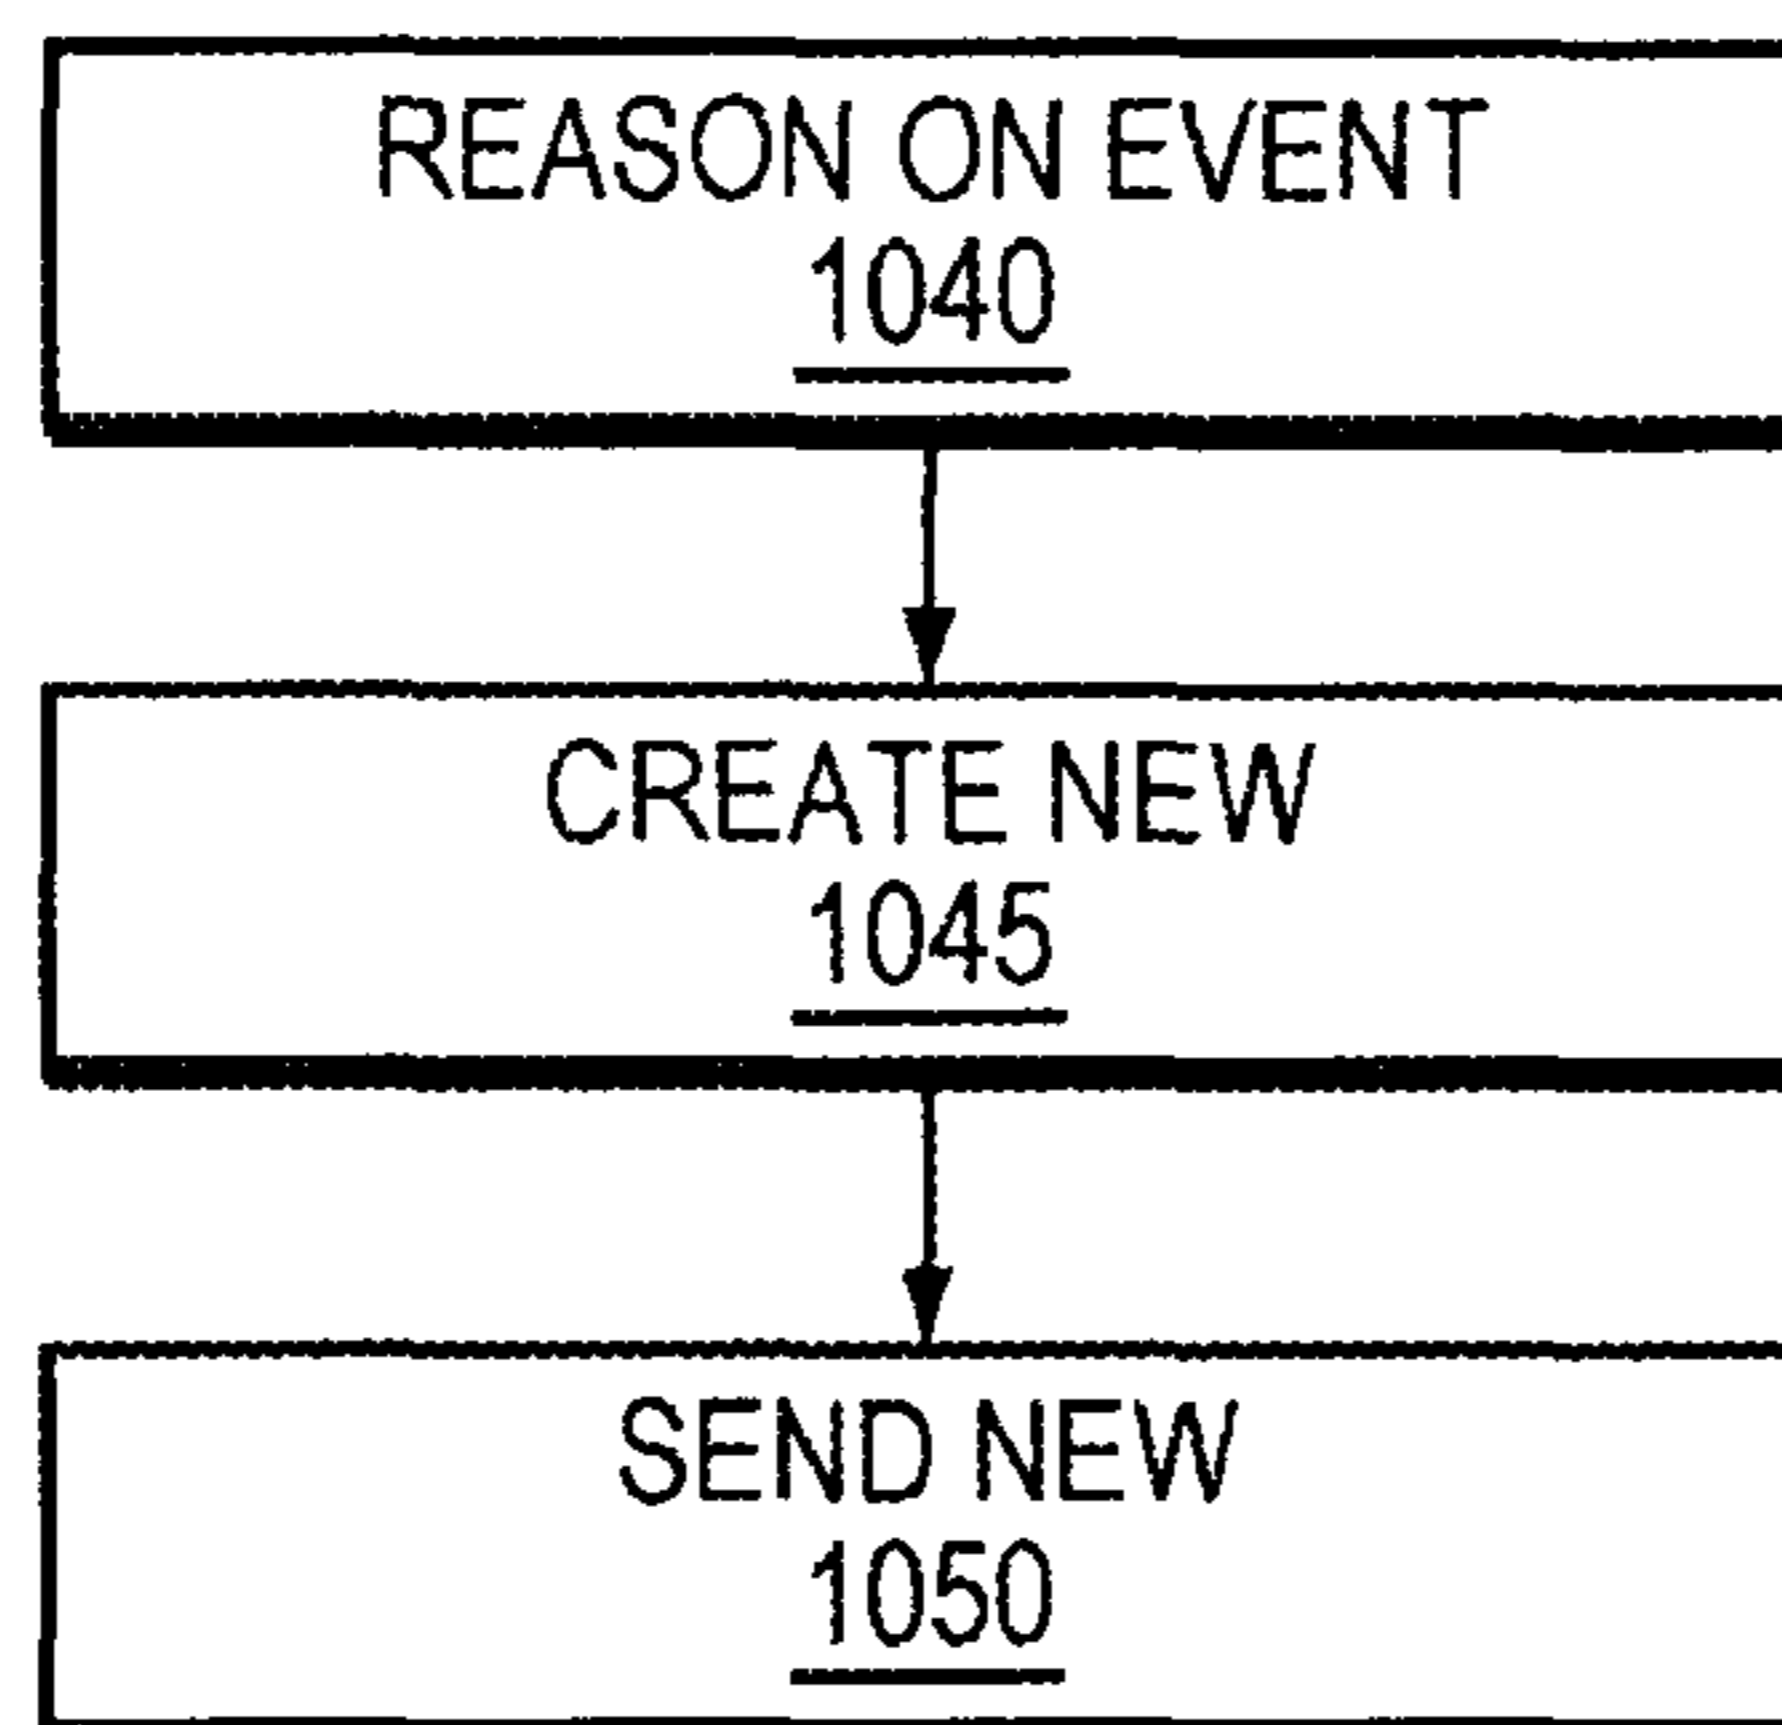 REASON ON EVENT
1040
CREATE NEW
1045
SEND NEW
1050